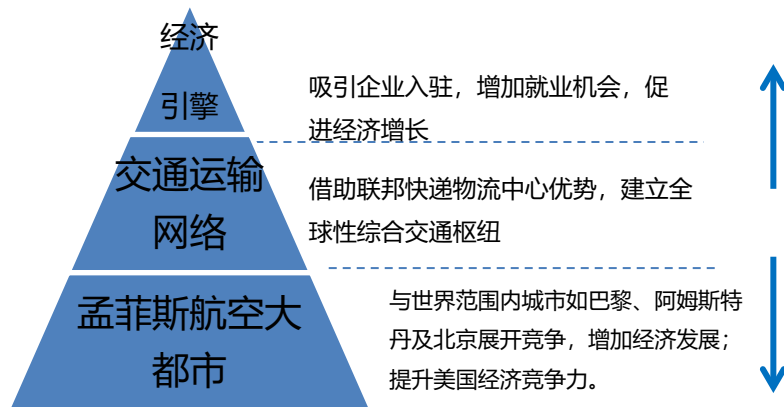 经济
引擎
吸引企业入驻，增加就业机会，促
进经济增长
交通运输
网络
借助联邦快递物流中心优势，建立全
球性综合交通枢纽
孟菲斯航空大
都市
与世界范围内城市如巴黎、阿姆斯特
丹及北京展开竞争，增加经济发展；
提升美国经济竞争力。